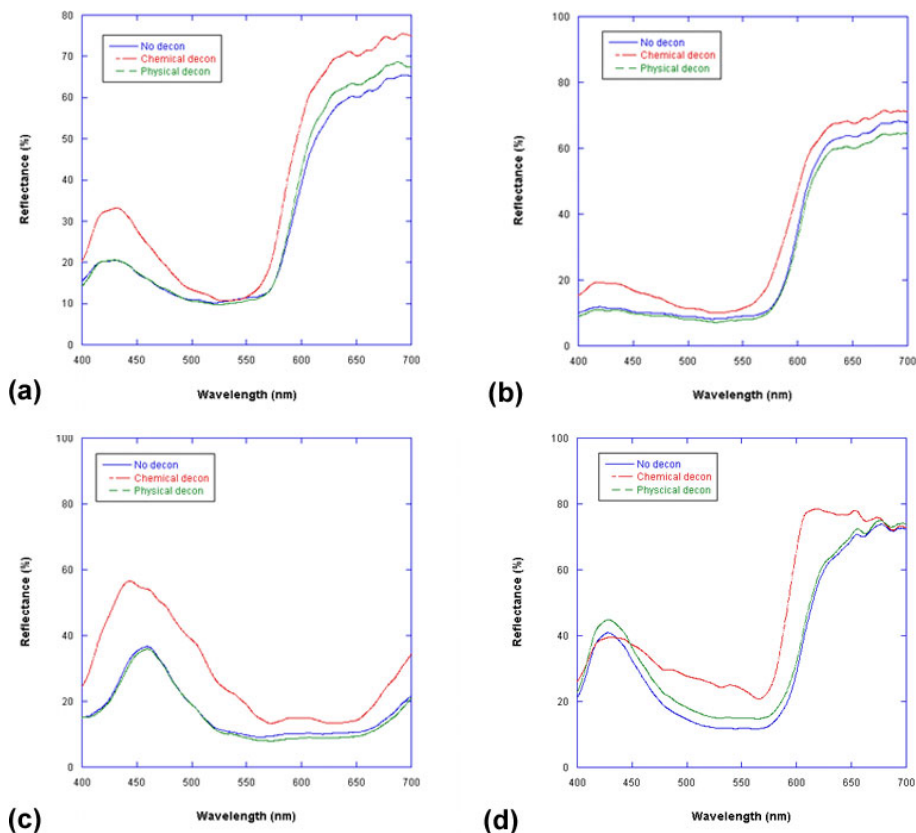 80
70
60
50
40
30
20
10
0
Reflectance (%)
No decon
Chemical decon
Physical decon
400 450 500 550 600 650 700
Wavelength (nm)
(a)
100
80
60
40
20
0
Reflectance (%)
No decon
Chemical decon
Physical decon
400 450 500 550 600 650 700
Wavelength (nm)
(b)
100
80
60
40
20
0
Reflectance (%)
No decon
Chemical decon
Physical decon
400 450 500 550 600 650 700
Wavelength (nm)
(c)
100
80
60
40
20
0
Reflectance (%)
No decon
Chemical decon
Physcical decon
400 450 500 550 600 650 700
Wavelength (nm)
(d)